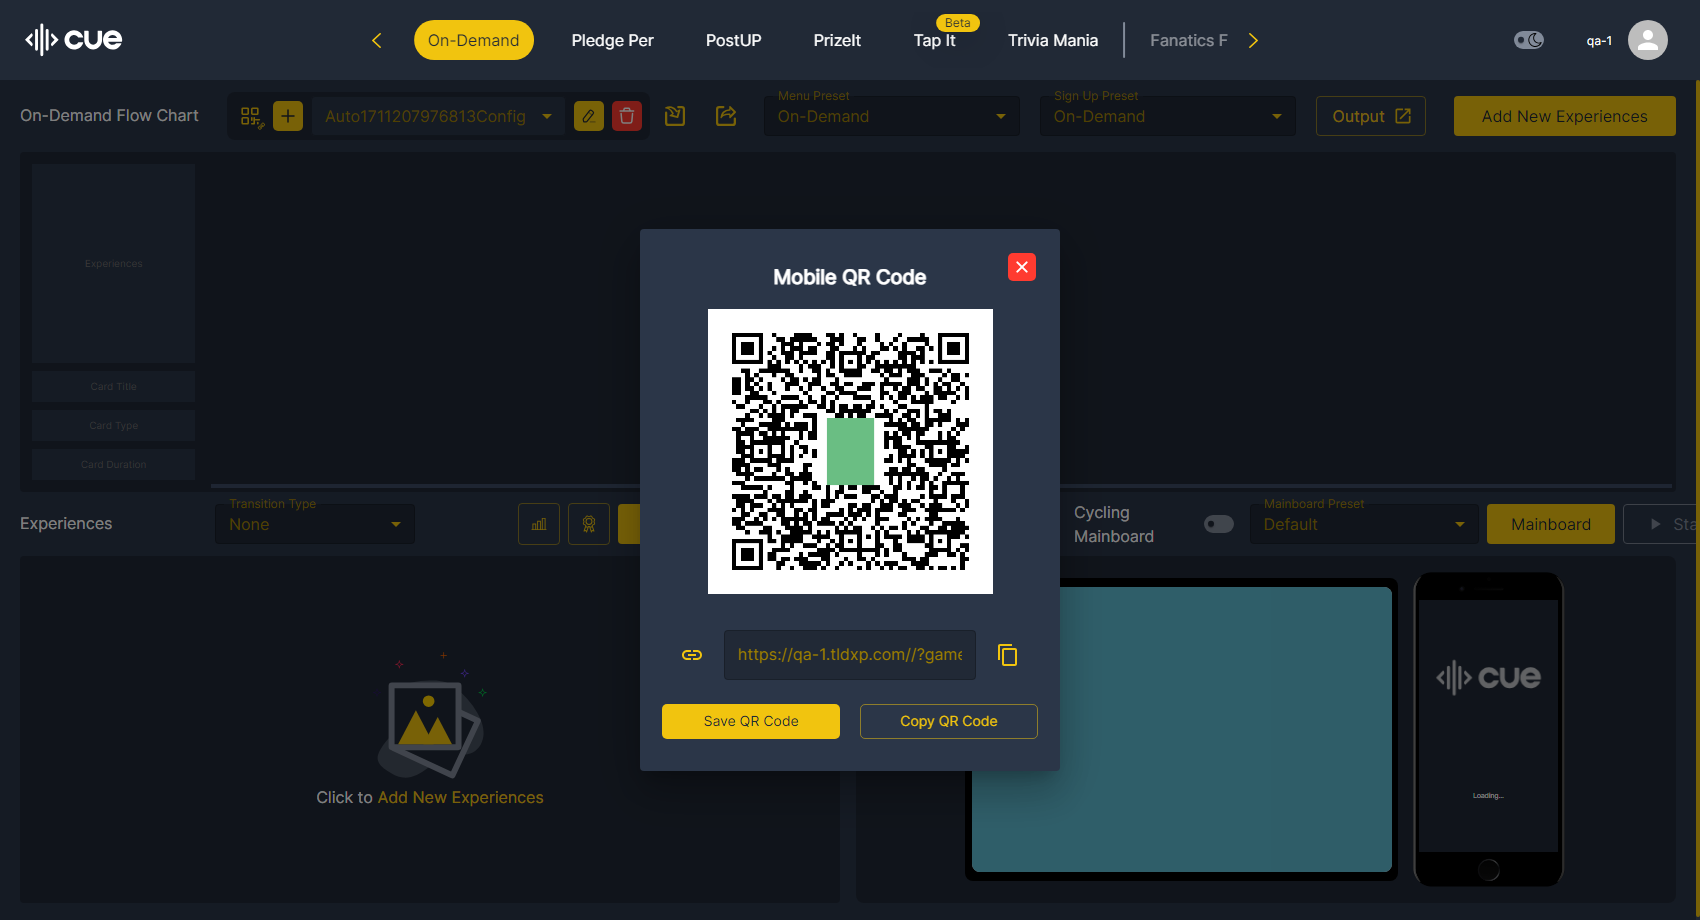 cue
On-Demand
Pledge Per
PostUP
PrizeIt
Beta
Tap It
Trivia Mania
Fanatics F
qa-1
On-Demand Flow Chart
Auto1711207976813Config
Menu Preset
On-Demand
Sign Up Preset
On-Demand
Output
Add New Experiences
Experiences
Card Title
Card Type
Card Duration
Mobile QR Code
https://qa-1.tldxp.com//?game
Save QR Code
Copy QR Code
Experiences
Transition Type
None
Cycling
Mainboard
Mainboard Preset
Default
Mainboard
Sta
Click to Add New Experiences
cue
Loading...